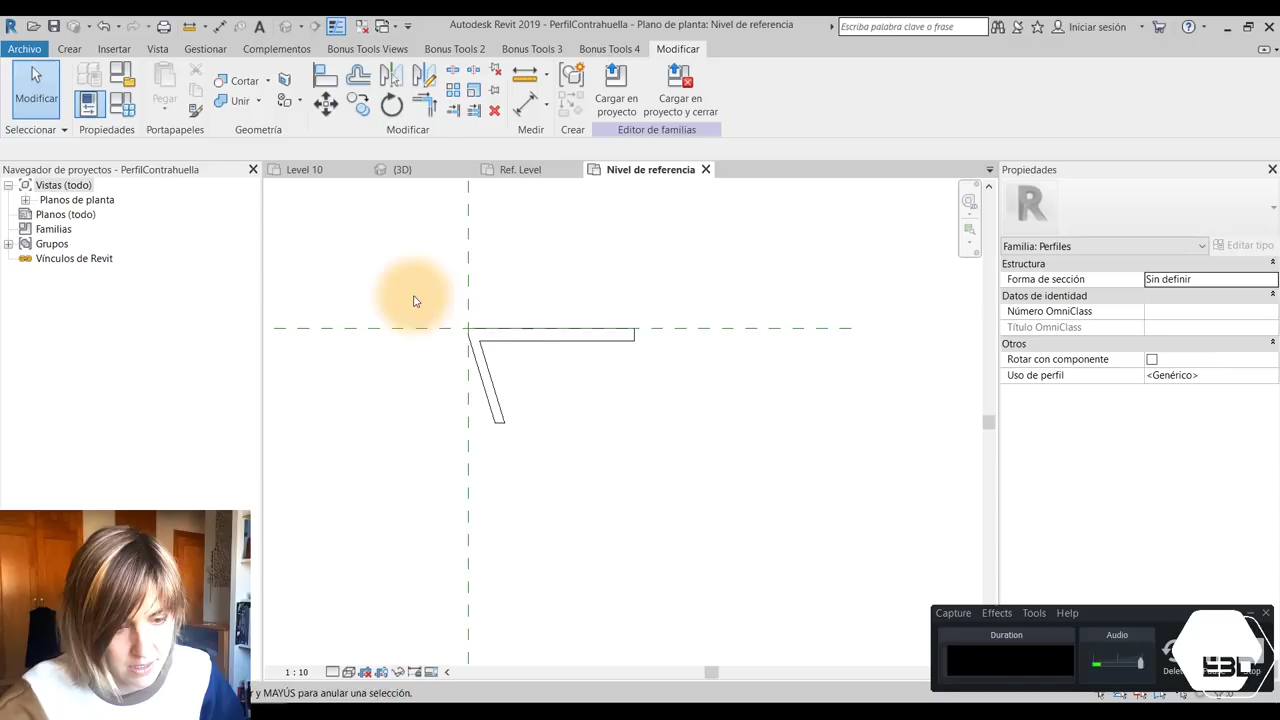 Autodesk Revit 2019 - PerfilContrahuella - Plano de planta: Nivel de referencia
Escriba palabra clave o frase
Iniciar sesión
Archivo
Crear
Insertar
Vista
Gestionar
Complementos
Bonus Tools Views
Bonus Tools 2
Bonus Tools 3
Bonus Tools 4
Modificar
Modificar
Pegar
Cortar
Unir
Cargar en
proyecto
Cargar en
proyecto y cerrar
Seleccionar
Propiedades
Portapapeles
Geometría
Modificar
Medir
Crear
Editor de familias
Navegador de proyectos - PerfilContrahuella
Level 10
{3D}
Ref. Level
Nivel de referencia
Propiedades
Vistas (todo)
Planos de planta
Planos (todo)
Familias
Grupos
Vínculos de Revit
Familia: Perfiles
Editar tipo
Estructura
Forma de sección
Sin definir
Datos de identidad
Número OmniClass
Título OmniClass
Otros
Rotar con componente
Uso de perfil
<Genérico>
Capture
Effects
Tools
Help
Duration
Audio
1 : 10
y MAYÚS para anular una selección.